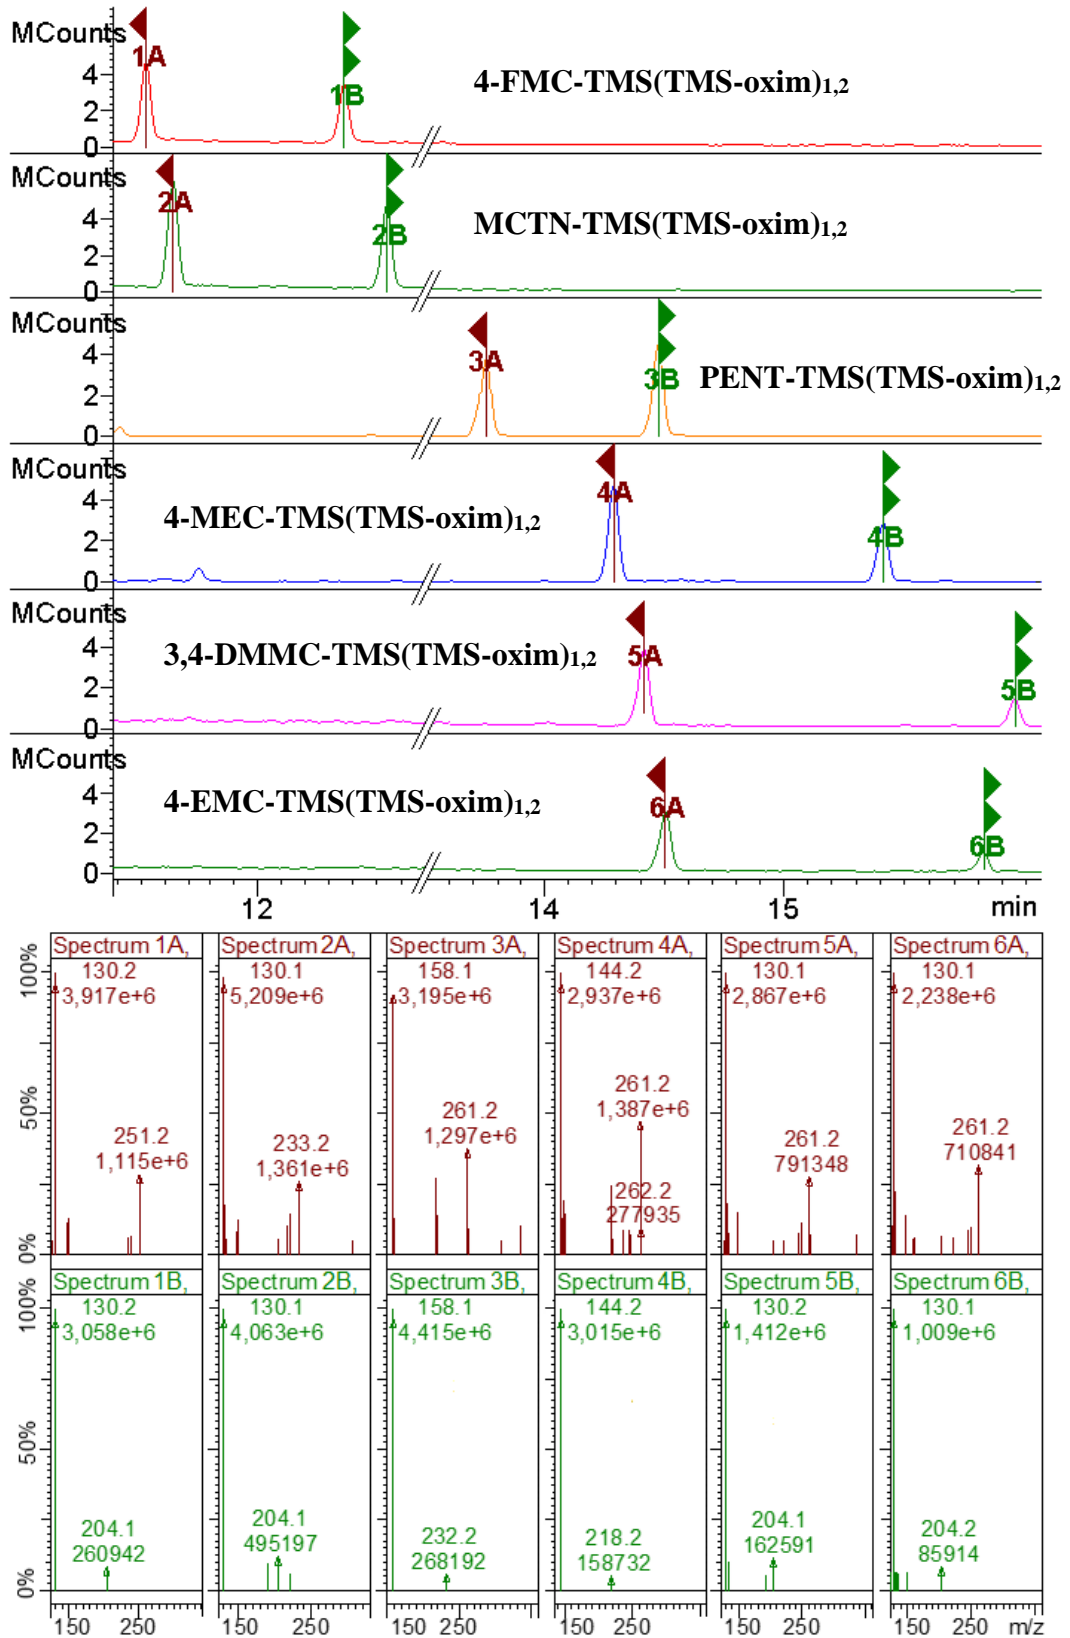 MCounts
4
2
0
1A
1B
4-FMC-TMS(TMS-oxim)1,2
MCounts
4
2
0
2A
2B
MCTN-TMS(TMS-oxim)1,2
MCounts
4
2
0
3A
3B
PENT-TMS(TMS-oxim)1,2
MCounts
4
2
0
4-MEC-TMS(TMS-oxim)1,2
4A
4B
MCounts
4
2
0
3,4-DMMC-TMS(TMS-oxim)1,2
5A
5B
MCounts
4
2
0
4-EMC-TMS(TMS-oxim)1,2
6A
6B
12 14 15 min
Spectrum 1A, Spectrum 2A, Spectrum 3A, Spectrum 4A, Spectrum 5A, Spectrum 6A,
100%
50%
0%
130.2
3,917e+6
251.2
1,115e+6
130.1
5,209e+6
233.2
1,361e+6
158.1
3,195e+6
261.2
1,297e+6
144.2
2,937e+6
261.2
1,387e+6
262.2
277935
130.1
2,867e+6
261.2
791348
130.1
2,238e+6
261.2
710841
Spectrum 1B, Spectrum 2B, Spectrum 3B, Spectrum 4B, Spectrum 5B, Spectrum 6B,
100%
50%
0%
130.2
3,058e+6
204.1
260942
130.1
4,063e+6
204.1
495197
158.1
4,415e+6
232.2
268192
144.2
3,015e+6
218.2
158732
130.2
1,412e+6
204.1
162591
130.1
1,009e+6
204.2
85914
150 250 150 250 150 250 150 250 150 250 150 250 m/z